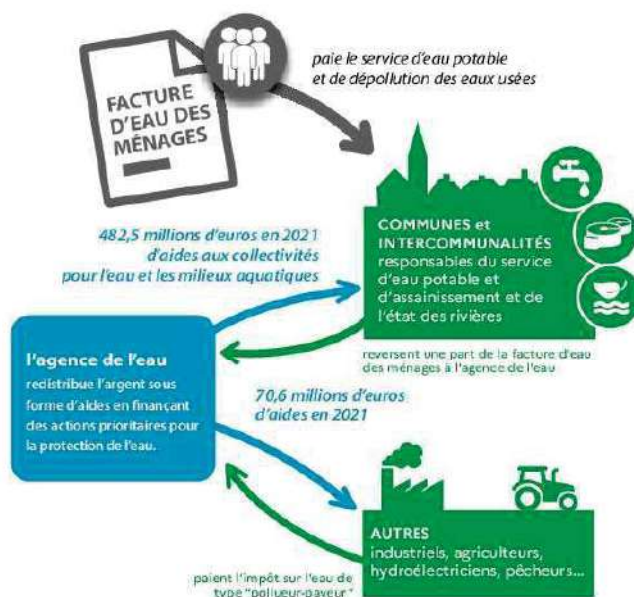 paie le service d'eau potable
et de dépollution des eaux usées
FACTURE
D'EAU DES
MÉNAGES
482,5 millions d'euros en 2021
d'aides aux collectivités
pour l'eau et les milieux aquatiques
COMMUNES et
INTERCOMMUNALITÉS
responsables du service
d'eau potable et
d'assainissement et de
l'état des rivières
reversent une part de la facture d'eau
des ménages à l'agence de l'eau
l'agence de l'eau
redistribue l'argent sous
forme d'aides en finançant
des actions prioritaires pour
la protection de l'eau.
70,6 millions d'euros
d'aides en 2021
AUTRES
industriels, agriculteurs,
hydroélectriciens, pêcheurs...
paient l'impôt sur l'eau de
type "pollueur-payeur"